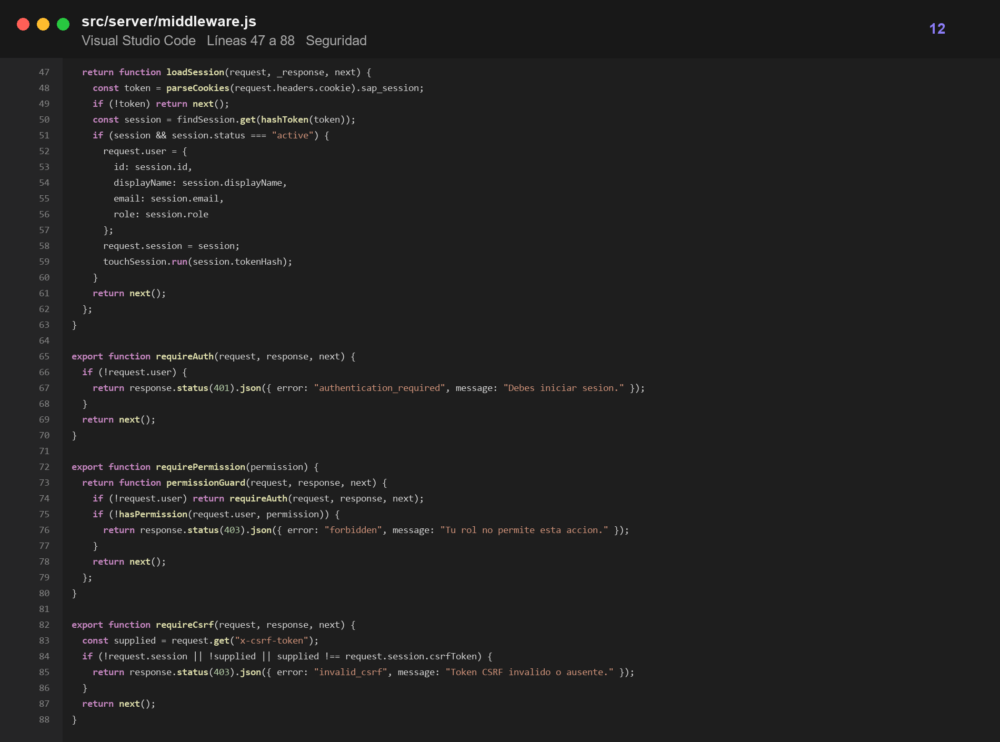 src/server/middleware.js
Visual Studio Code   Líneas 47 a 88   Seguridad
12
47   return function loadSession(request, _response, next) {
48     const token = parseCookies(request.headers.cookie).sap_session;
49     if (!token) return next();
50     const session = findSession.get(hashToken(token));
51     if (session && session.status === "active") {
52       request.user = {
53         id: session.id,
54         displayName: session.displayName,
55         email: session.email,
56         role: session.role
57       };
58       request.session = session;
59       touchSession.run(session.tokenHash);
60     }
61     return next();
62   };
63 }
64
65 export function requireAuth(request, response, next) {
66   if (!request.user) {
67     return response.status(401).json({ error: "authentication_required", message: "Debes iniciar sesion." });
68   }
69   return next();
70 }
71
72 export function requirePermission(permission) {
73   return function permissionGuard(request, response, next) {
74     if (!request.user) return requireAuth(request, response, next);
75     if (!hasPermission(request.user, permission)) {
76       return response.status(403).json({ error: "forbidden", message: "Tu rol no permite esta accion." });
77     }
78     return next();
79   };
80 }
81
82 export function requireCsrf(request, response, next) {
83   const supplied = request.get("x-csrf-token");
84   if (!request.session || !supplied || supplied !== request.session.csrfToken) {
85     return response.status(403).json({ error: "invalid_csrf", message: "Token CSRF invalido o ausente." });
86   }
87   return next();
88 }